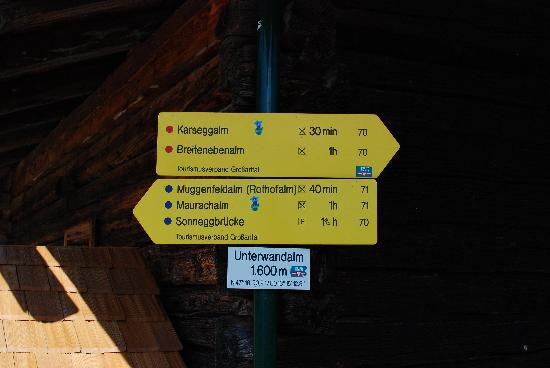 Karseggalm 30 min 70
Breitenebenalm 1h 70
Tourismusverband Großarltal
Muggenfeldalm (Rothofalm) 40 min 71
Maurachalm 1h 71
Sonneggbrücke P 1½ h 70
Tourismusverband Großarltal
Unterwandalm
1.600 m